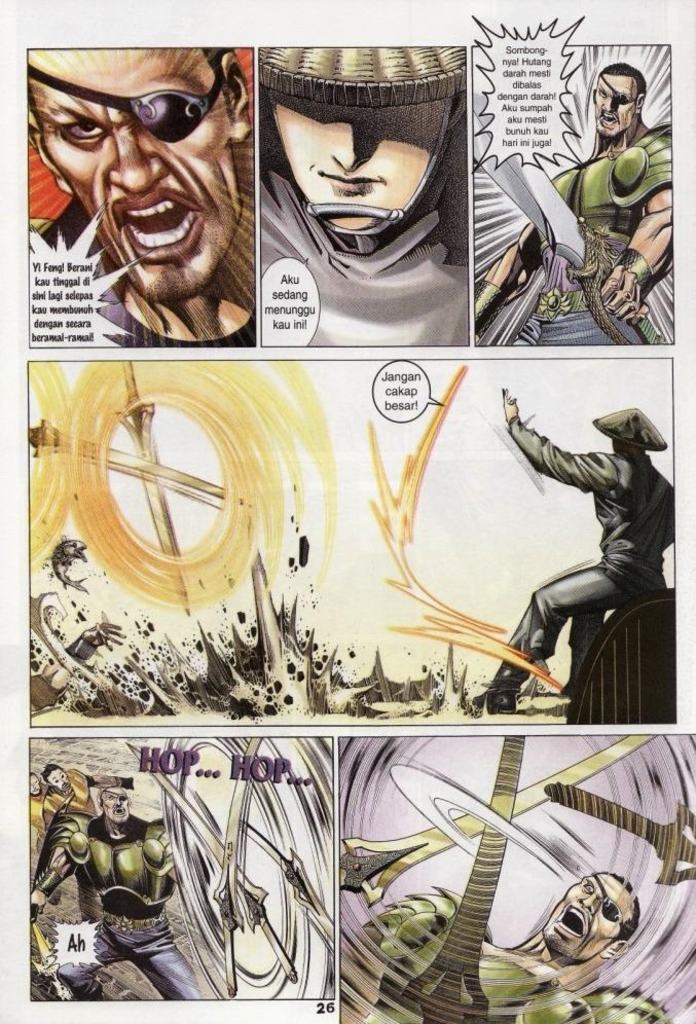 Yi Feng! Berani
kau tinggal di
sini lagi selepas
kau membunuh
dengan secara
beramai-ramai!
Aku
sedang
menunggu
kau ini!
Sombong-
nya! Hutang
darah mesti
dibalas
dengan darah!
Aku sumpah
aku mesti
bunuh kau
hari ini juga!
Jangan
cakap
besar!
HOP... HOP...
Ah
26